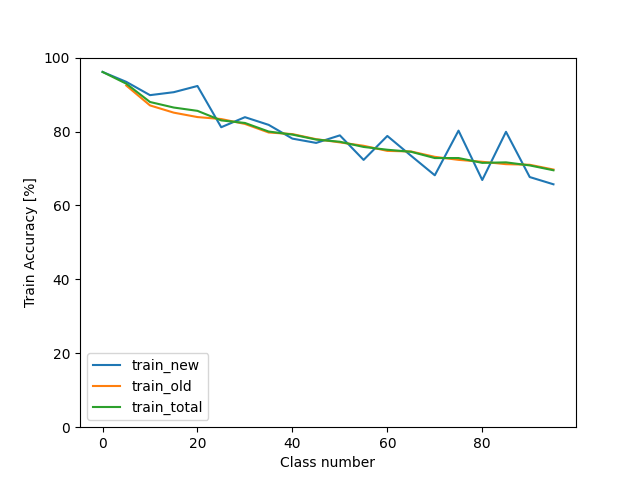 100
80
60
40
20
0
Train Accuracy [%]
train_new
train_old
train_total
0 20 40 60 80
Class number